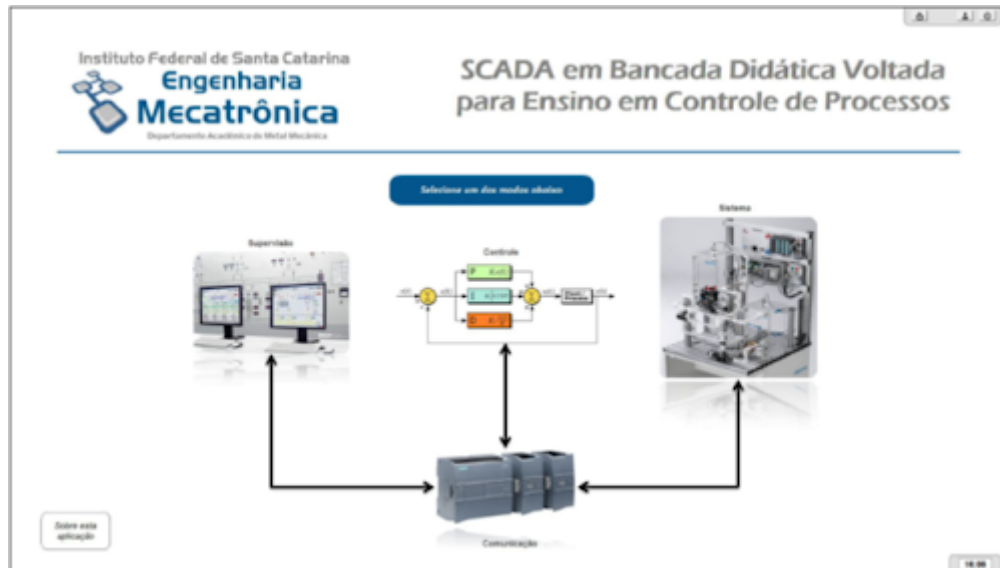 Instituto Federal de Santa Catarina
Engenharia
Mecatrônica
Departamento Acadêmico de Metal Mecânica
SCADA em Bancada Didática Voltada
para Ensino em Controle de Processos
Selecione um dos modos abaixo
Supervisão
Controle
Sistema
P
I
D
Comunicação
Sobre esta
aplicação